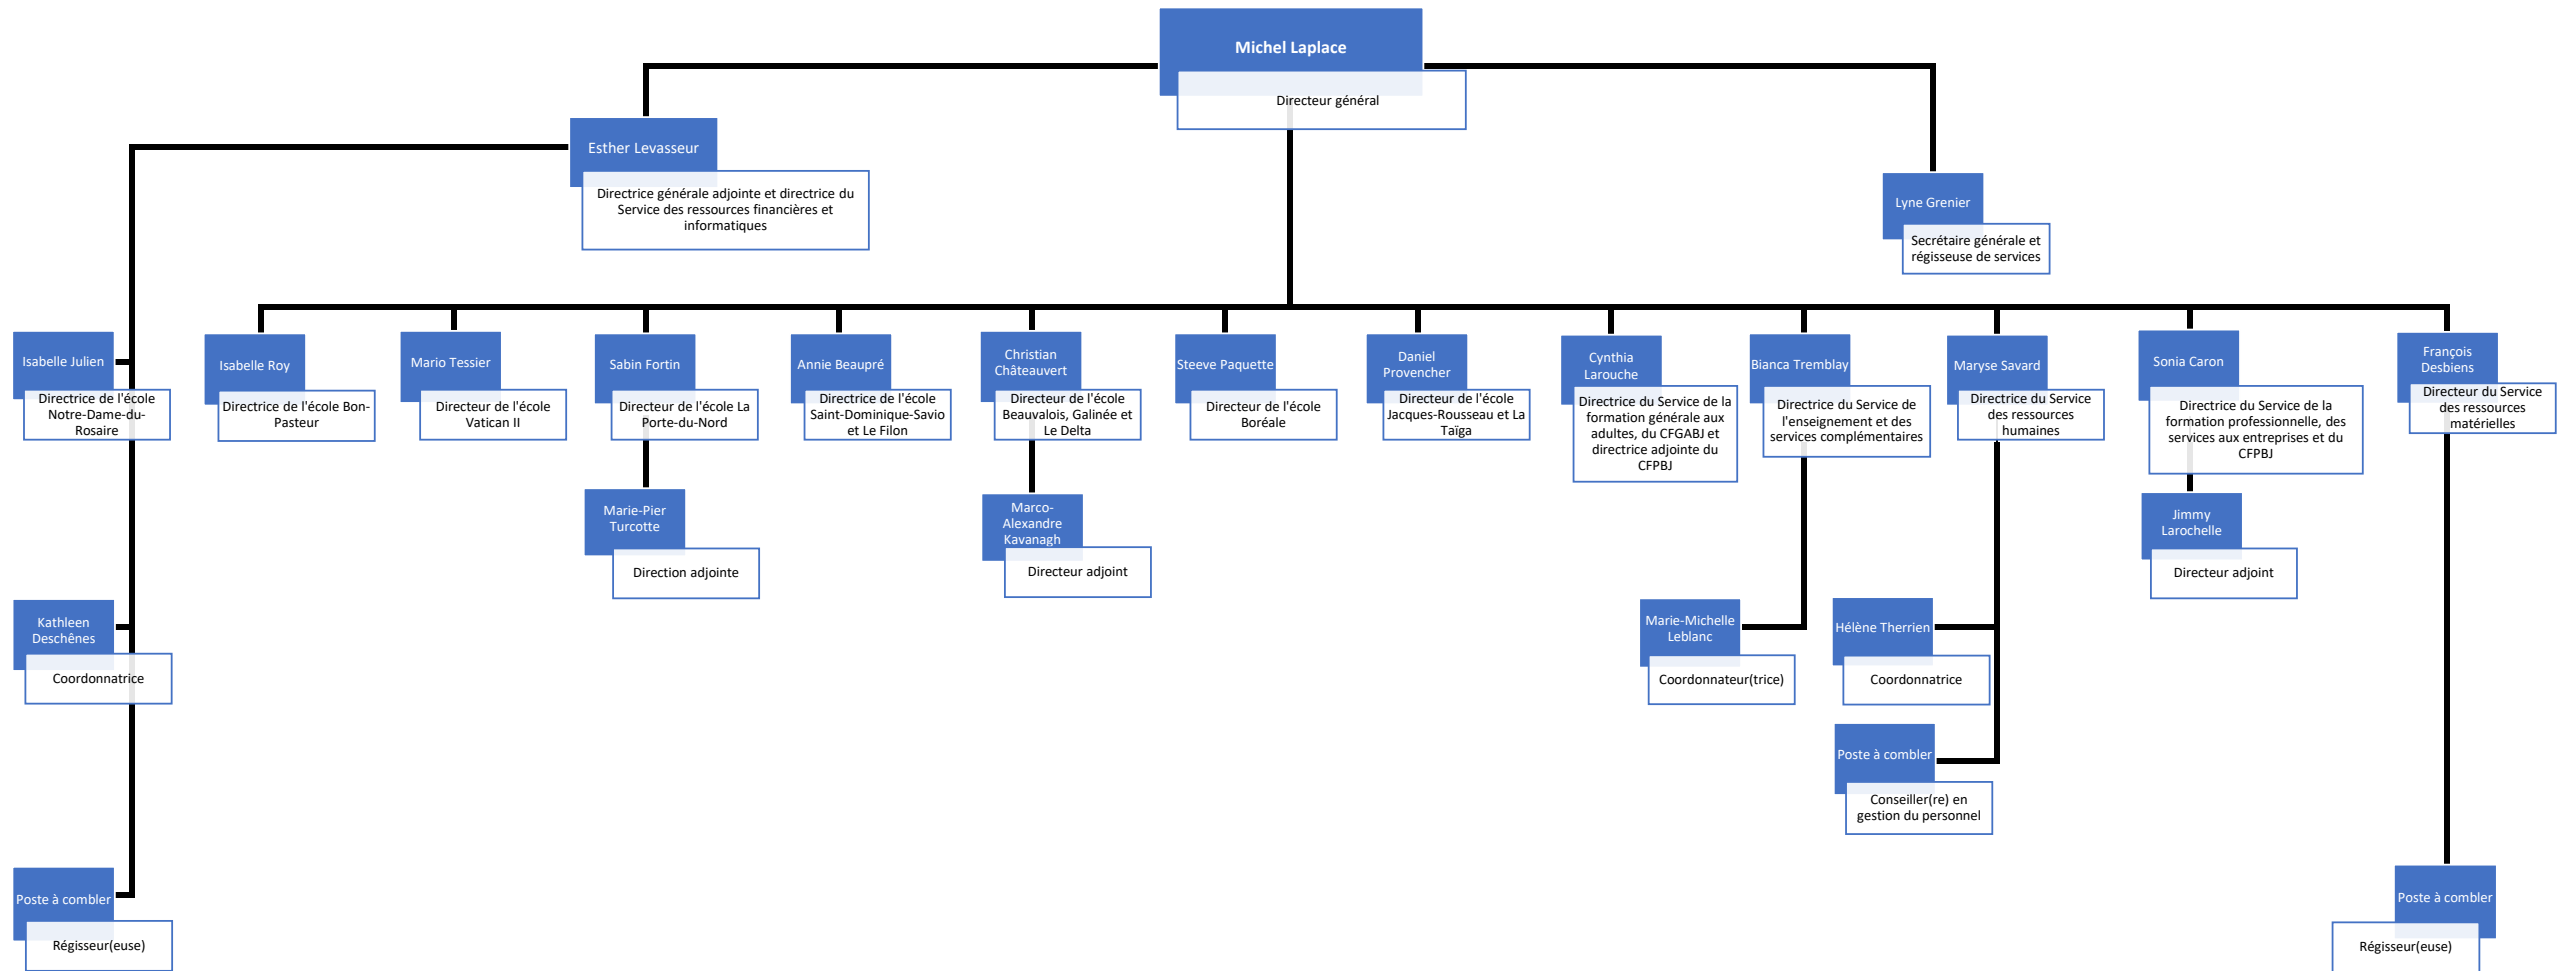 Michel Laplace
Directeur général
Esther Levasseur
Directrice générale adjointe et directrice du
Service des ressources financières et
informatiques
Lyne Grenier
Secrétaire générale et
régisseuse de services
Isabelle Julien
Directrice de l'école
Notre-Dame-du-
Rosaire
Isabelle Roy
Directrice de l'école Bon-
Pasteur
Mario Tessier
Directeur de l'école
Vatican II
Sabin Fortin
Directeur de l'école La
Porte-du-Nord
Annie Beaupré
Directrice de l'école
Saint-Dominique-Savio
et Le Filon
Christian
Châteauvert
Directeur de l'école
Beauvalois, Galinée et
Le Delta
Steeve Paquette
Directeur de l'école
Boréale
Daniel
Provencher
Directeur de l'école
Jacques-Rousseau et La
Taïga
Cynthia
Larouche
Directrice du Service de la
formation générale aux
adultes, du CFGABJ et
directrice adjointe du
CFPBJ
Bianca Tremblay
Directrice du Service de
l'enseignement et des
services complémentaires
Maryse Savard
Directrice du Service
des ressources
humaines
Sonia Caron
Directrice du Service de la
formation professionnelle, des
services aux entreprises et du
CFPBJ
François
Desbiens
Directeur du Service
des ressources
matérielles
Marie-Pier
Turcotte
Direction adjointe
Marco-
Alexandre
Kavanagh
Directeur adjoint
Jimmy
Larochelle
Directeur adjoint
Kathleen
Deschênes
Coordonnatrice
Marie-Michelle
Leblanc
Coordonnateur(trice)
Hélène Therrien
Coordonnatrice
Poste à combler
Conseiller(re) en
gestion du personnel
Poste à combler
Régisseur(euse)
Poste à combler
Régisseur(euse)